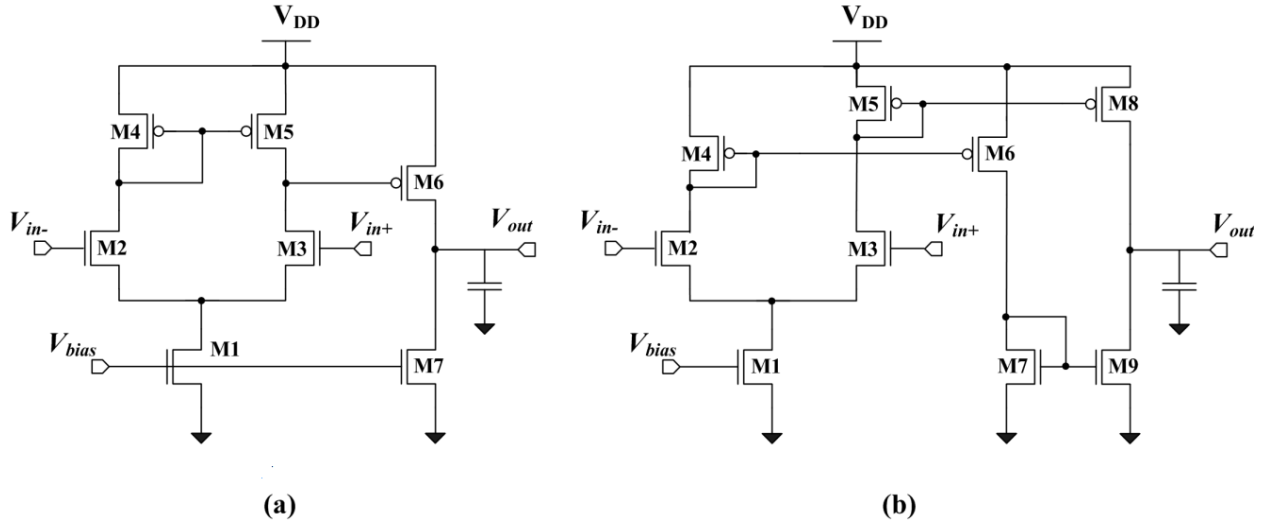 VDD
M4
M5
M6
Vin-
M2
M3
Vin+
Vout
Vbias
M1
M7
(a)
VDD
M5
M8
M4
M6
Vin-
M2
M3
Vin+
Vout
Vbias
M1
M7
M9
(b)